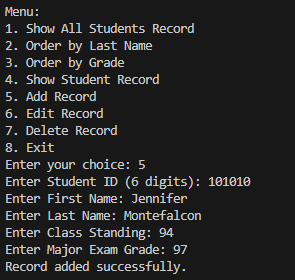 Menu:
1. Show All Students Record
2. Order by Last Name
3. Order by Grade
4. Show Student Record
5. Add Record
6. Edit Record
7. Delete Record
8. Exit
Enter your choice: 5
Enter Student ID (6 digits): 101010
Enter First Name: Jennifer
Enter Last Name: Montefalcon
Enter Class Standing: 94
Enter Major Exam Grade: 97
Record added successfully.